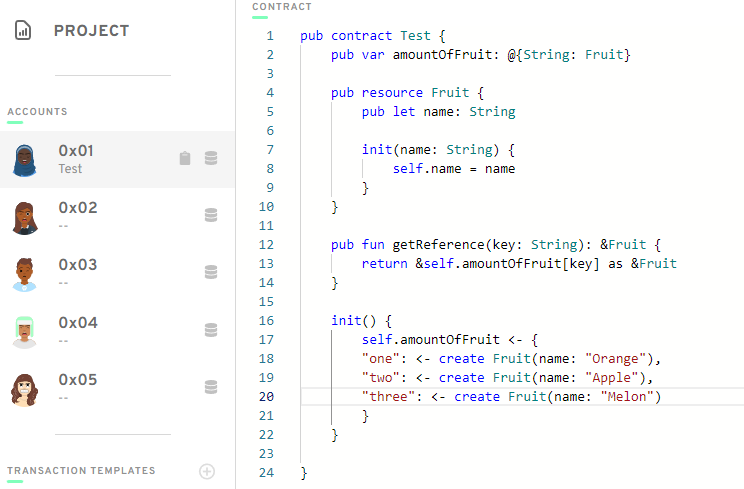 PROJECT
ACCOUNTS
0x01
Test
0x02
--
0x03
--
0x04
--
0x05
--
TRANSACTION TEMPLATES
CONTRACT
1 pub contract Test {
2     pub var amountOfFruit: @{String: Fruit}
3
4     pub resource Fruit {
5         pub let name: String
6
7         init(name: String) {
8             self.name = name
9         }
10     }
11
12     pub fun getReference(key: String): &Fruit {
13         return &self.amountOfFruit[key] as &Fruit
14     }
15
16     init() {
17         self.amountOfFruit <- {
18         "one": <- create Fruit(name: "Orange"),
19         "two": <- create Fruit(name: "Apple"),
20         "three": <- create Fruit(name: "Melon")
21         }
22     }
23
24 }